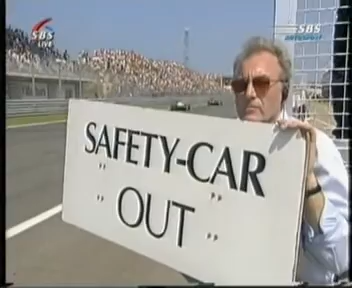 SBS
LIVE
SBS
SAFETY-CAR
" "
OUT
" "